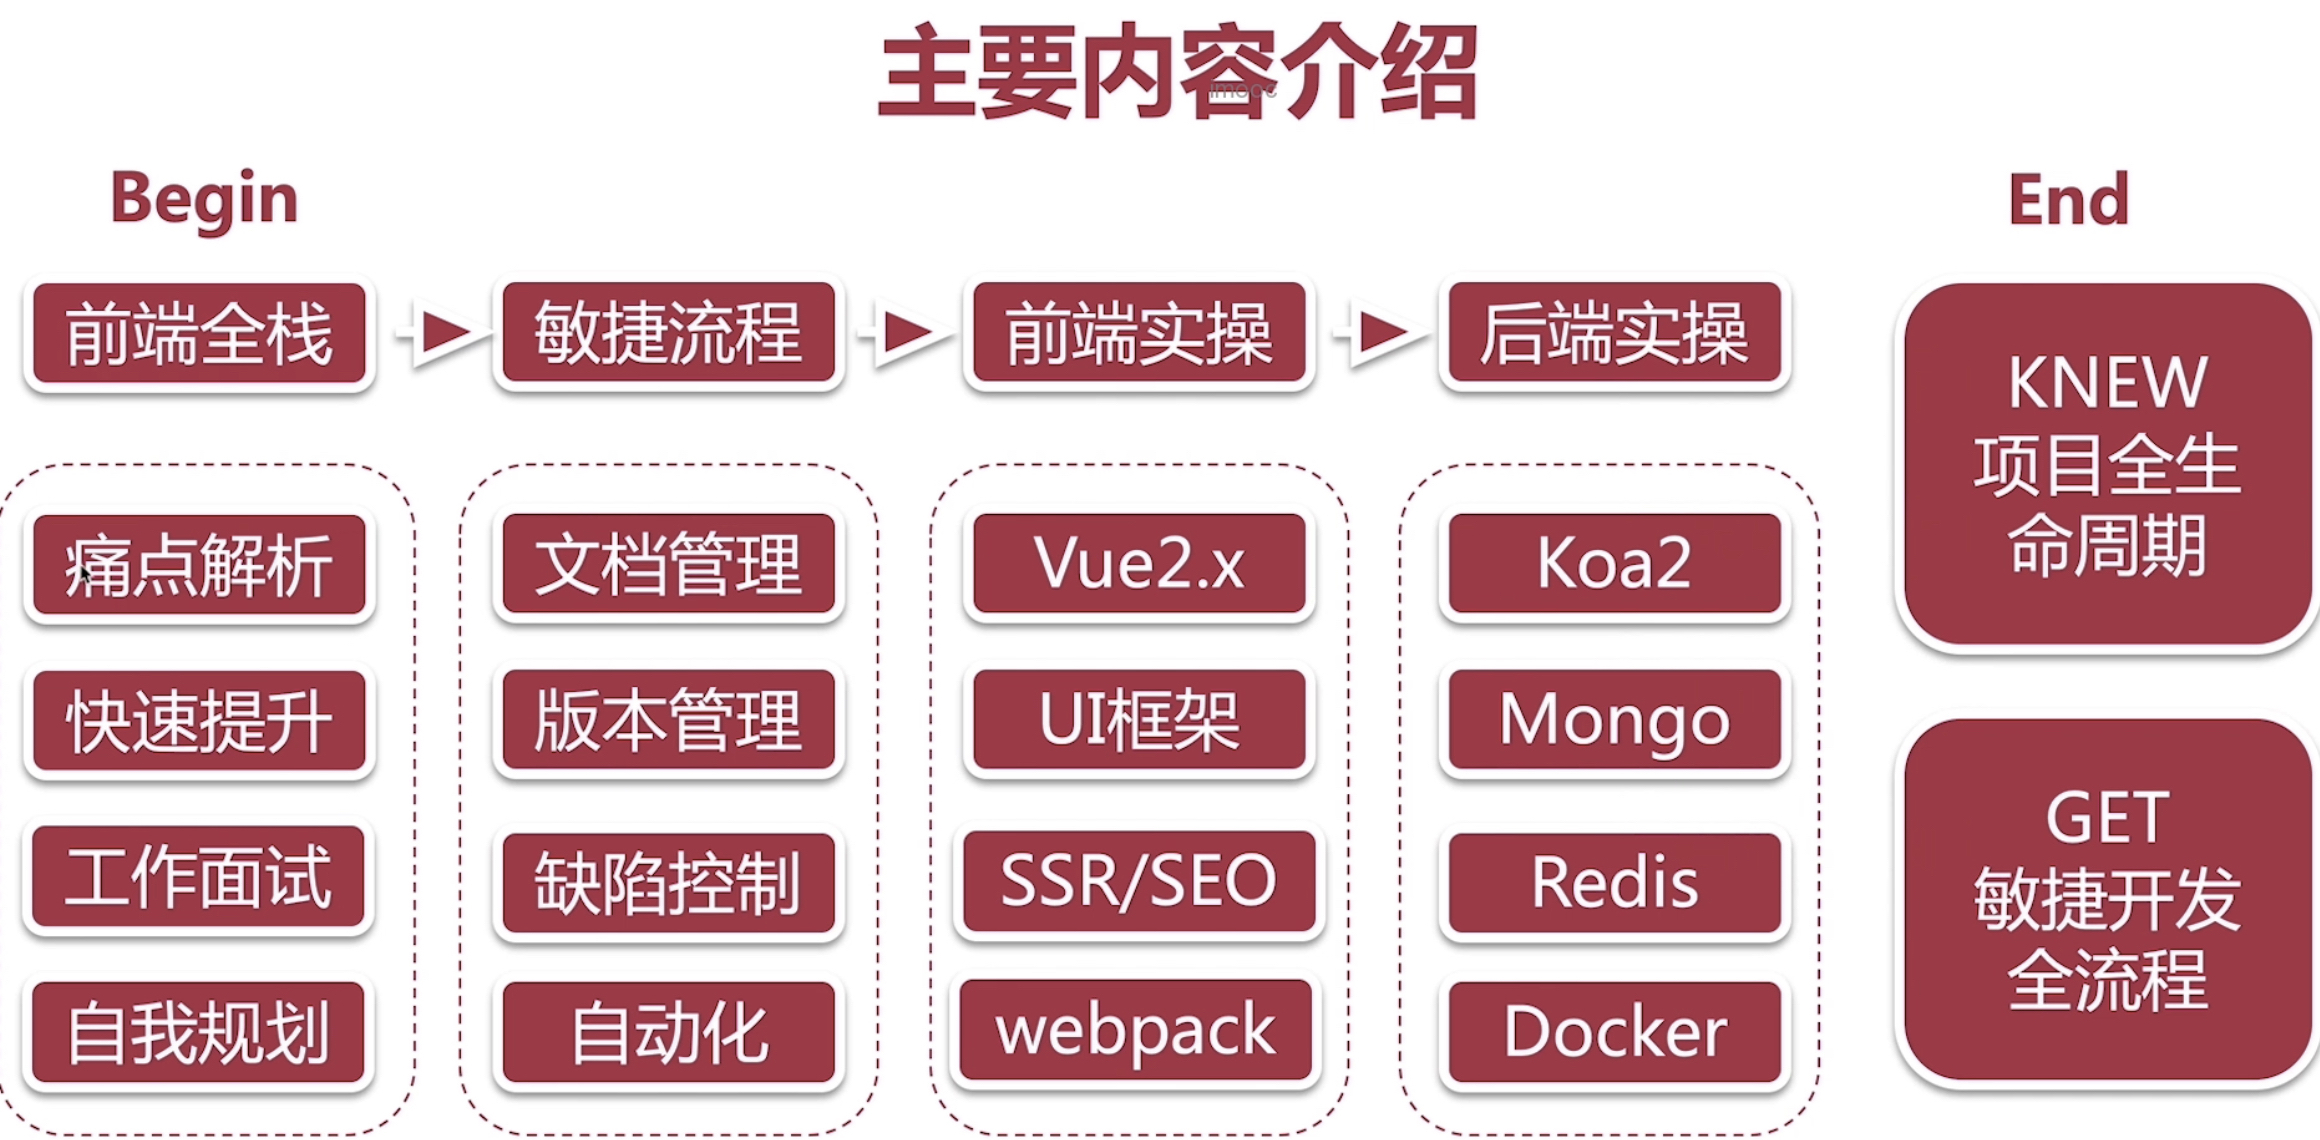 主要内容介绍
imooc
Begin
End
前端全栈
敏捷流程
前端实操
后端实操
痛点解析
快速提升
工作面试
自我规划
文档管理
版本管理
缺陷控制
自动化
Vue2.x
UI框架
SSR/SEO
webpack
Koa2
Mongo
Redis
Docker
KNEW
项目全生
命周期
GET
敏捷开发
全流程